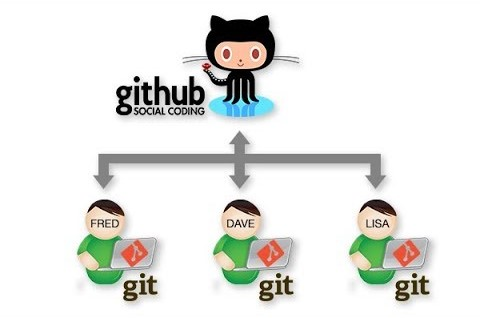 github
SOCIAL CODING
FRED
DAVE
LISA
git
git
git